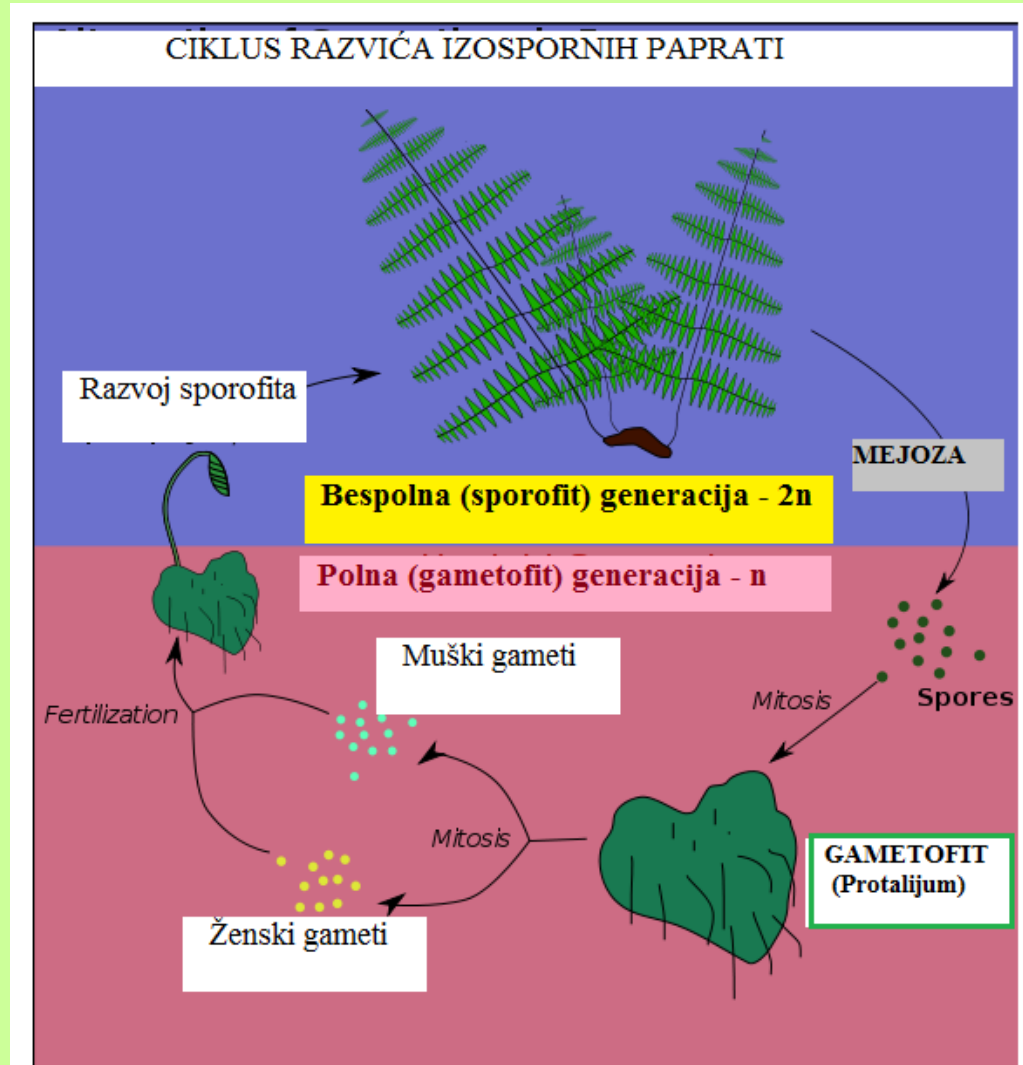 CIKLUS RAZVIĆA IZOSPORNIH PAPRATI
Razvoj sporofita
MEJOZA
Bespolna (sporofit) generacija - 2n
Polna (gametofit) generacija - n
Muški gameti
Fertilization
Mitosis
Spores
Mitosis
GAMETOFIT
(Protalijum)
Ženski gameti